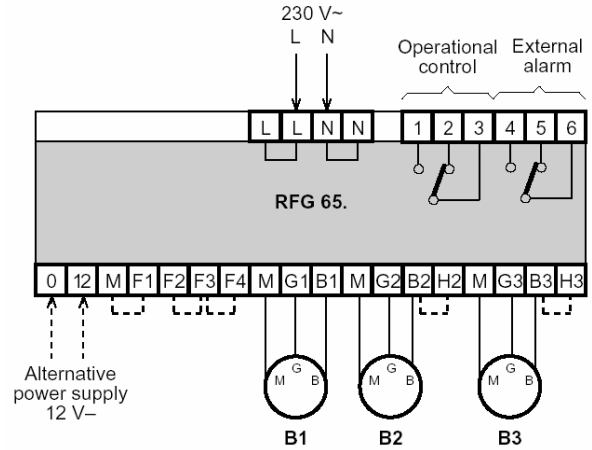 230 V~
L N
Operational control
External alarm
L L N N 1 2 3 4 5 6
RFG 65.
0 12 M F1 F2 F3 F4 M G1 B1 M G2 B2 H2 M G3 B3 H3
Alternative
power supply
12 V–
G G G
M B M B M B
B1 B2 B3